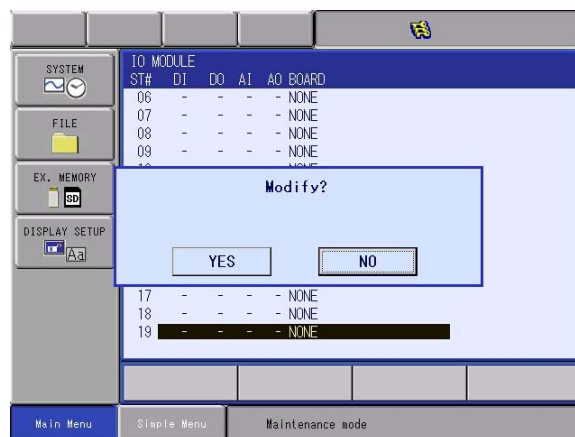 SYSTEM
FILE
EX. MEMORY
SD
DISPLAY SETUP
Aa
IO MODULE
ST# DI DO AI AO BOARD
06 - - - - NONE
07 - - - - NONE
08 - - - - NONE
09 - - - - NONE
Modify?
YES NO
17 - - - - NONE
18 - - - - NONE
19 - - - - NONE
Main Menu Simple Menu Maintenance mode